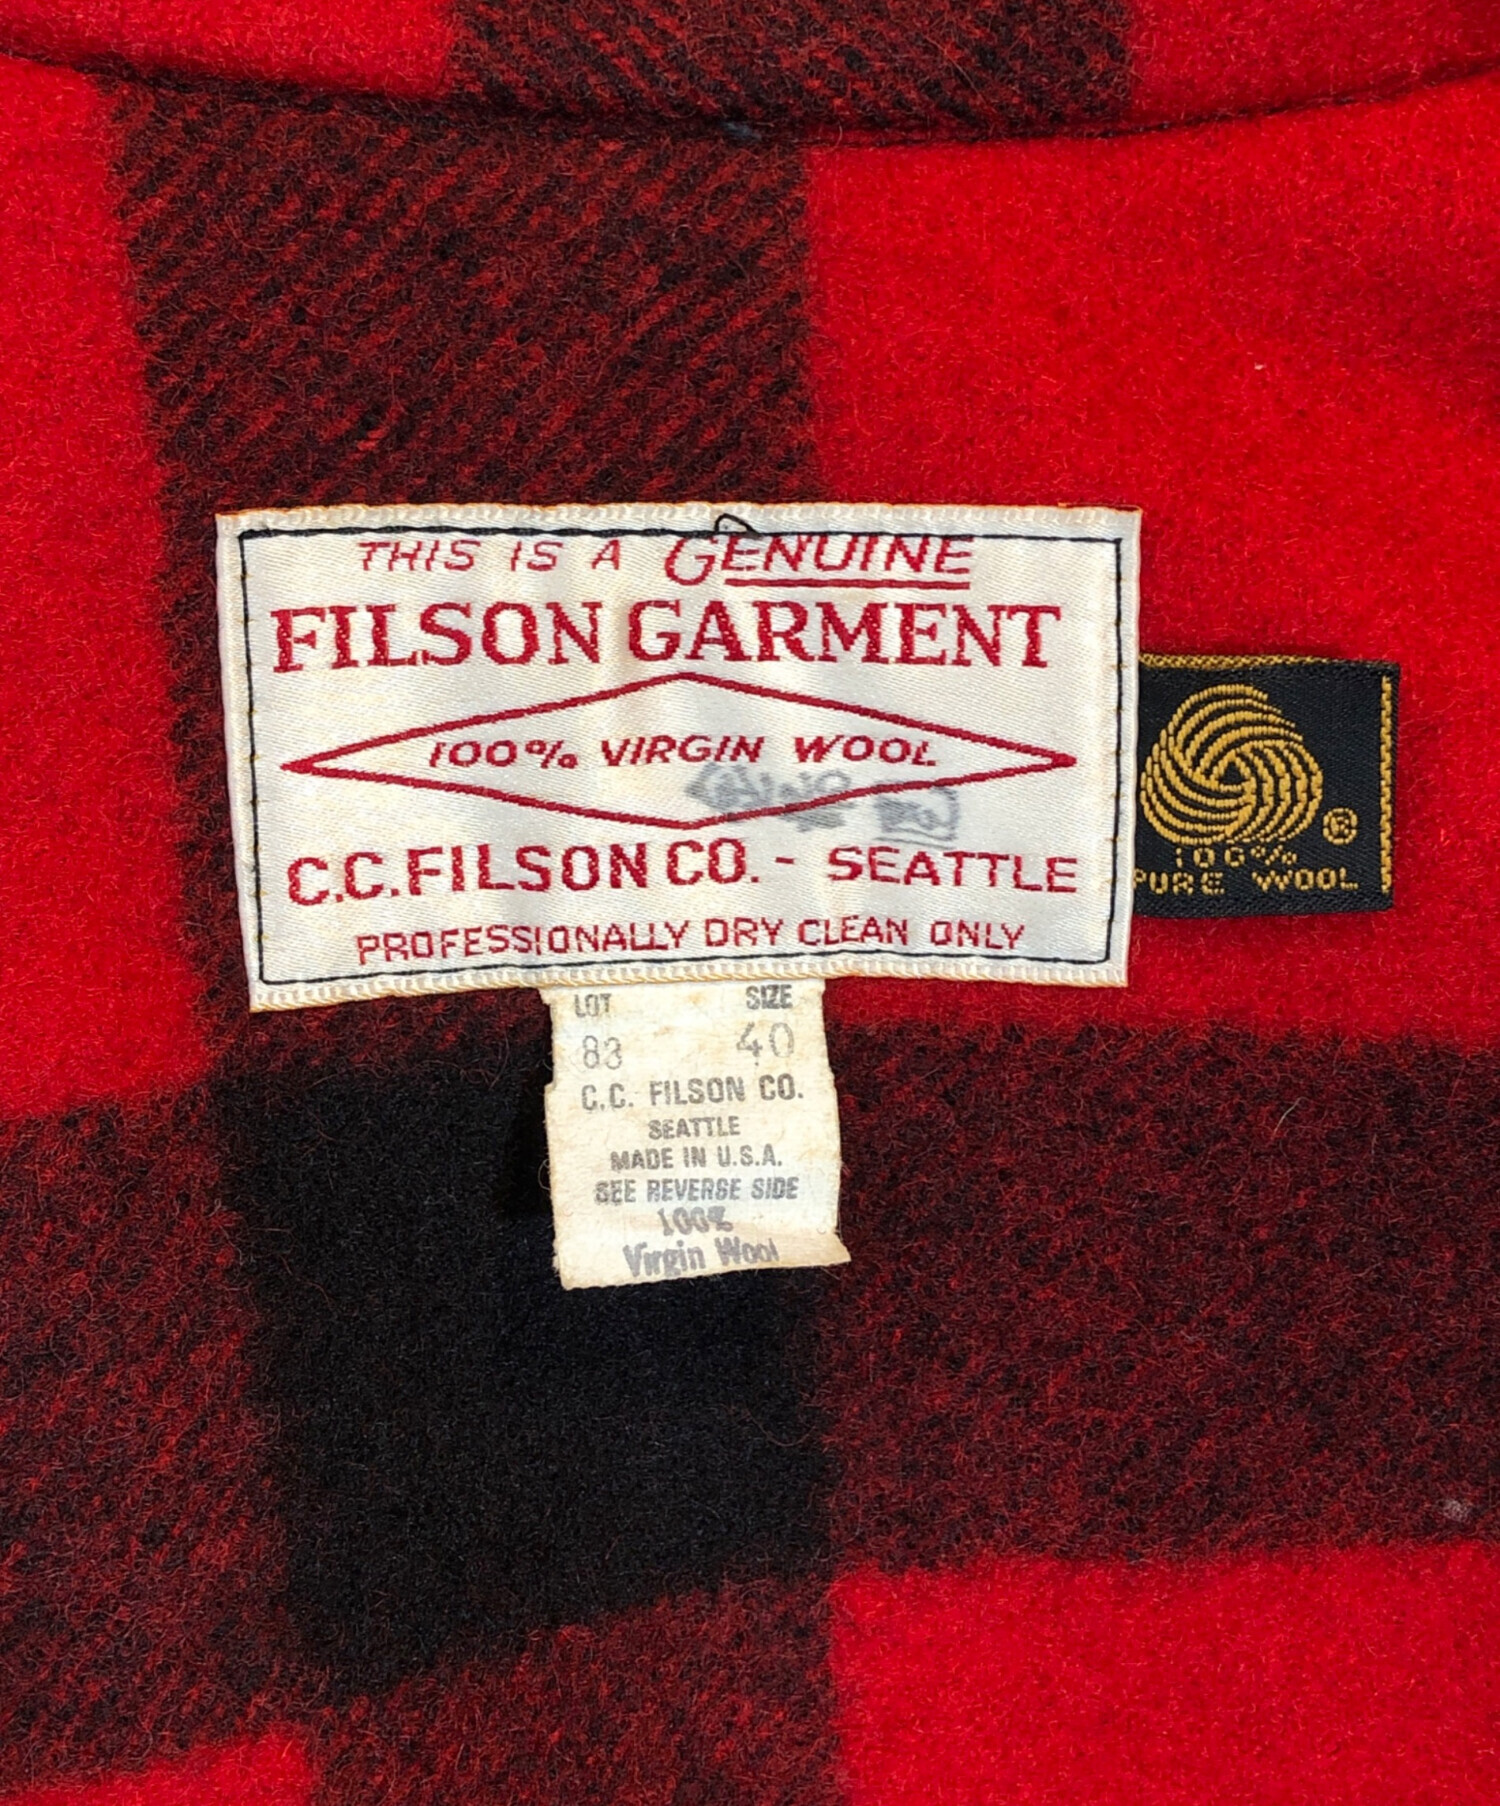 THIS IS A GENUINE
FILSON GARMENT
100% VIRGIN WOOL
C.C. FILSON CO. - SEATTLE
PROFESSIONALLY DRY CLEAN ONLY
®
100%
PURE WOOL
LOT SIZE
83 40
C.C. FILSON CO.
SEATTLE
MADE IN U.S.A.
SEE REVERSE SIDE
100%
Virgin Wool